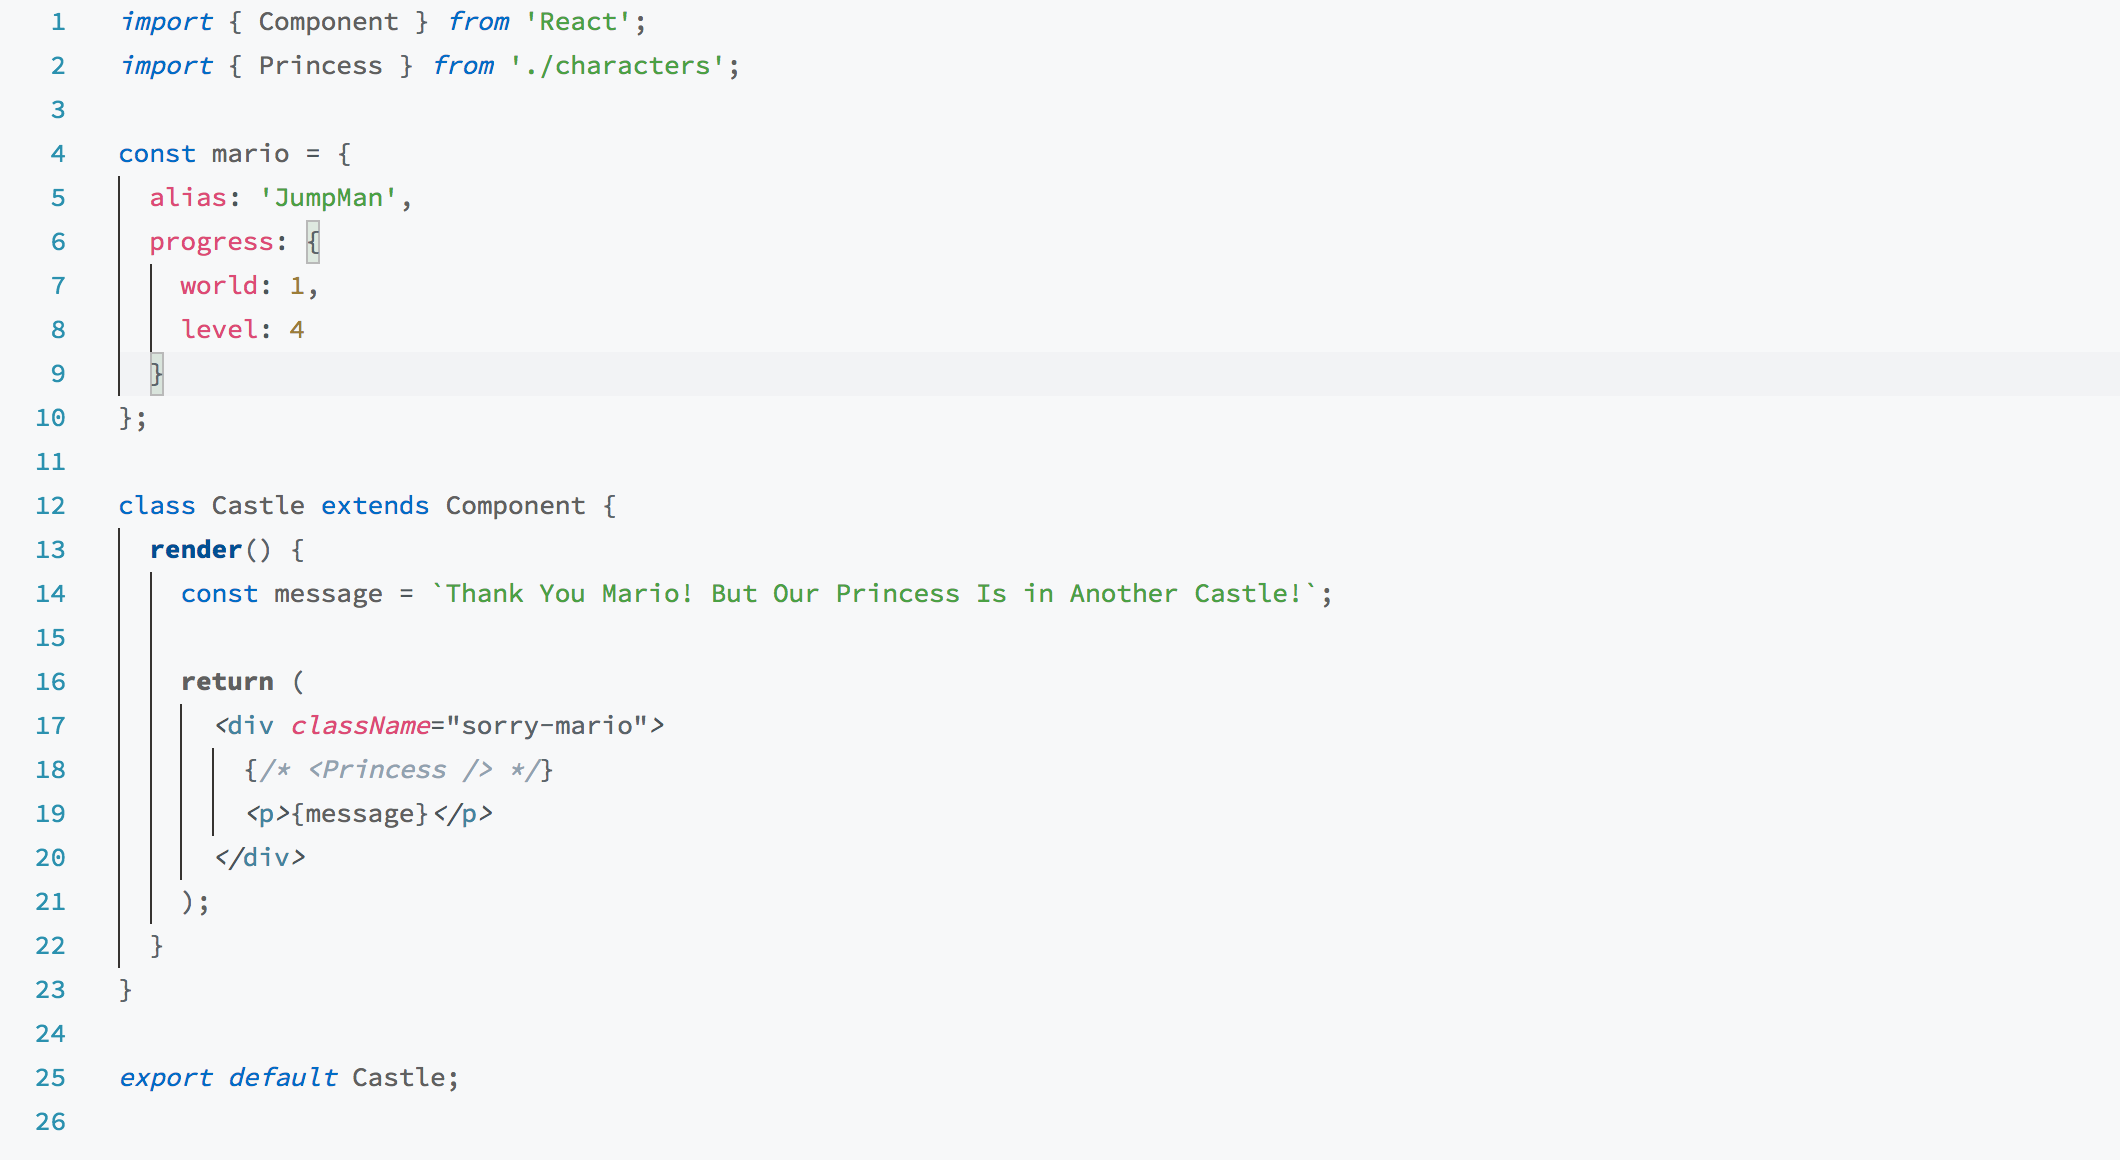 1 import { Component } from 'React';
2 import { Princess } from './characters';
3
4 const mario = {
5   alias: 'JumpMan',
6   progress: {
7     world: 1,
8     level: 4
9   }
10 };
11
12 class Castle extends Component {
13   render() {
14     const message = `Thank You Mario! But Our Princess Is in Another Castle!`;
15
16     return (
17       <div className="sorry-mario">
18         {/* <Princess /> */}
19         <p>{message}</p>
20       </div>
21     );
22   }
23 }
24
25 export default Castle;
26